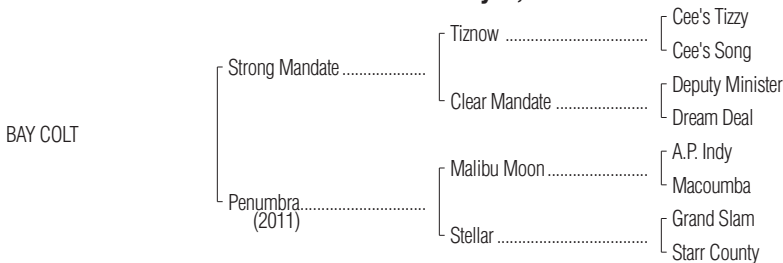 Cee's Tizzy
Tiznow ........................................
Cee's Song
Strong Mandate .....................
Deputy Minister
Clear Mandate .........................
Dream Deal
BAY COLT
A.P. Indy
Malibu Moon ...........................
Macoumba
Penumbra...............................
(2011)
Grand Slam
Stellar ........................................
Starr County